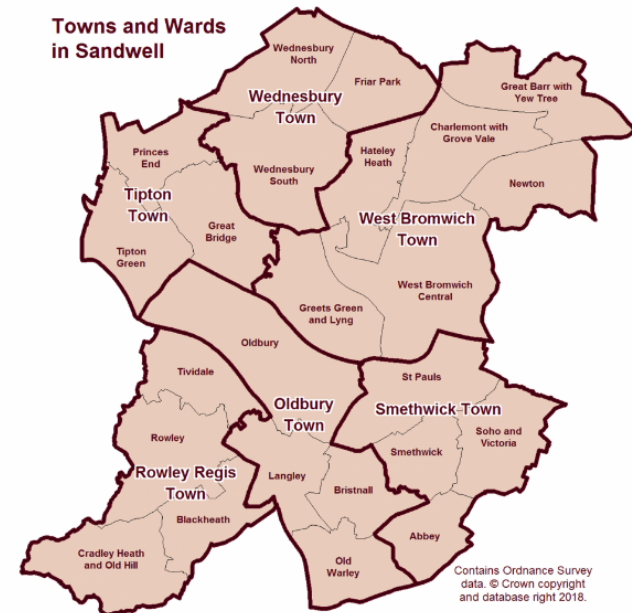 Towns and Wards
in Sandwell
Wednesbury
North
Friar Park
Great Barr with
Yew Tree
Wednesbury
Town
Charlemont with
Grove Vale
Princes
End
Hateley
Heath
Wednesbury
South
Newton
Tipton
Town
Great
Bridge
West Bromwich
Town
Tipton
Green
West Bromwich
Central
Greets Green
and Lyng
Oldbury
Tividale
St Pauls
Oldbury
Town
Smethwick Town
Rowley
Soho and
Victoria
Smethwick
Rowley Regis
Town
Langley
Bristnall
Blackheath
Abbey
Cradley Heath
and Old Hill
Old
Warley
Contains Ordnance Survey
data. © Crown copyright
and database right 2018.